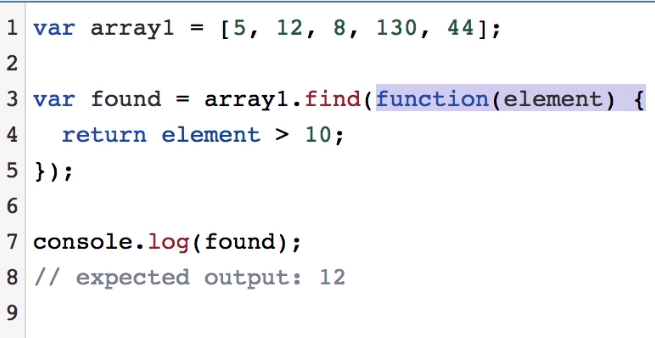 1 var array1 = [5, 12, 8, 130, 44];
2
3 var found = array1.find(function(element) {
4   return element > 10;
5 });
6
7 console.log(found);
8 // expected output: 12
9